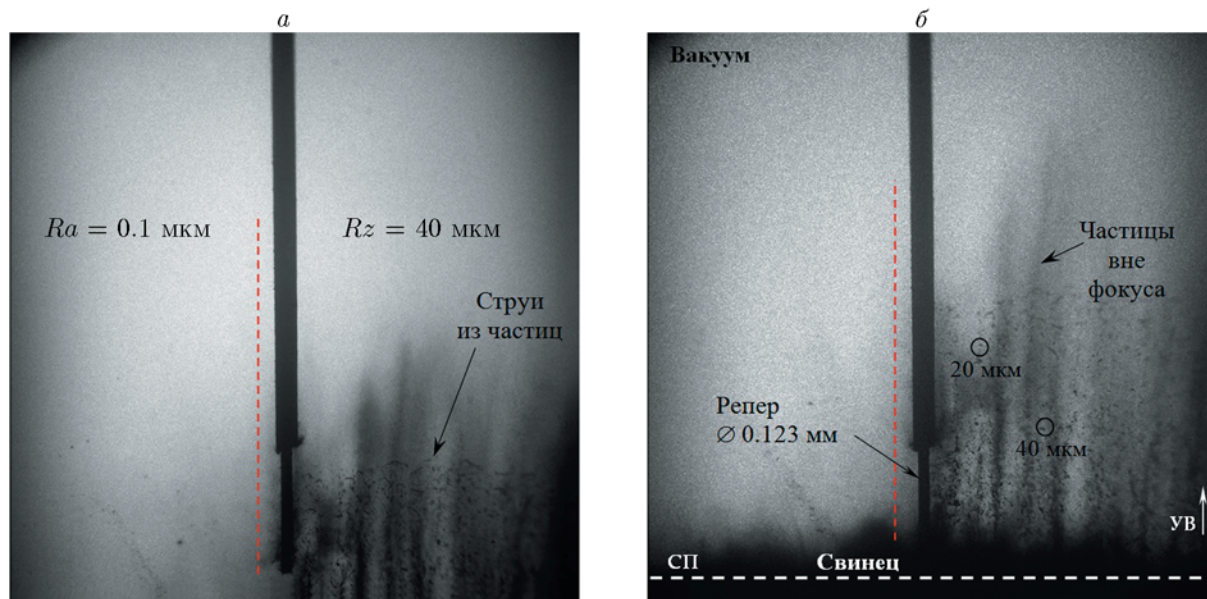 а
Ra = 0.1 мкм
Rz = 40 мкм
Струи
из частиц
б
Вакуум
Частицы
вне
фокуса
20 мкм
Репер
∅ 0.123 мм
40 мкм
УВ
СП
Свинец